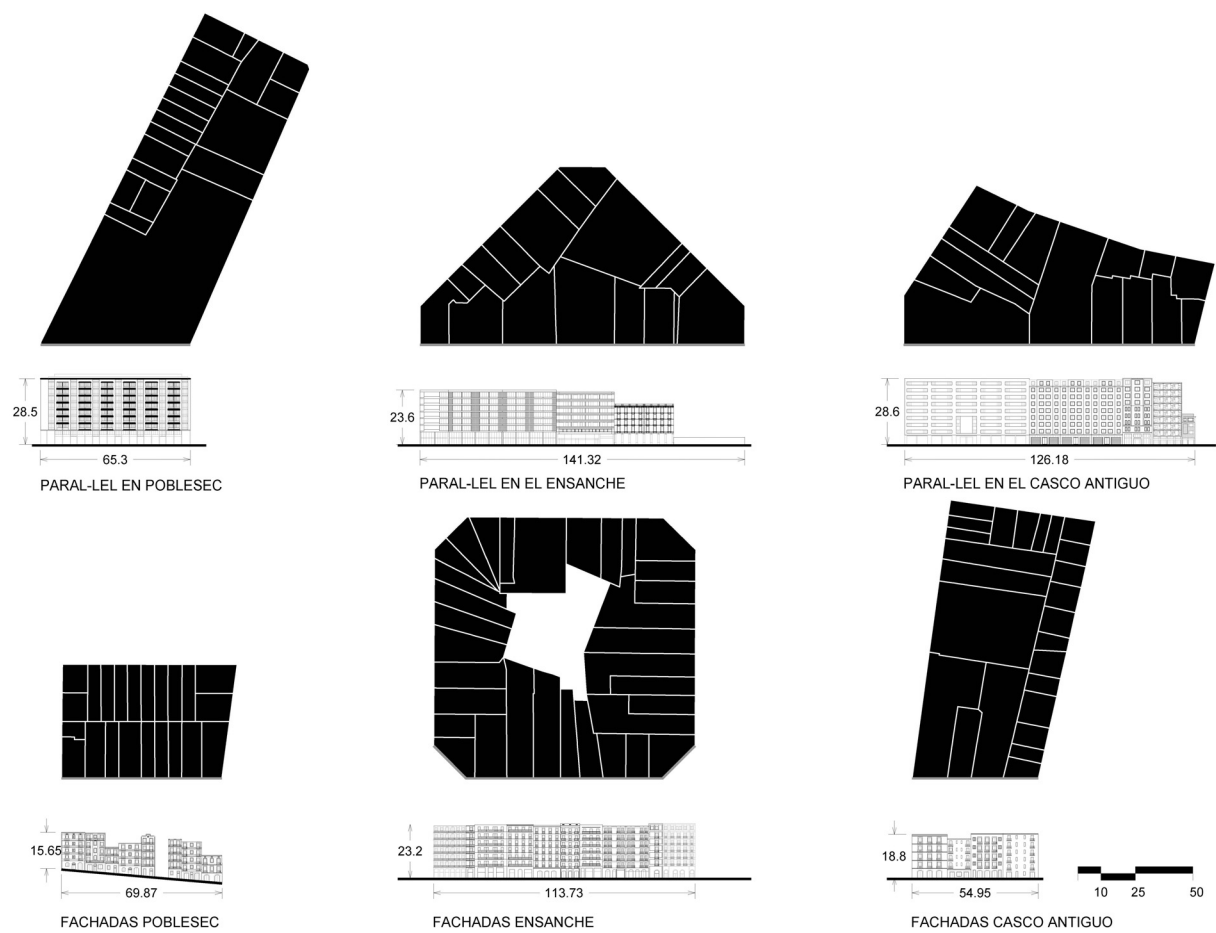 28.5
65.3
PARAL-LEL EN POBLESEC
23.6
141.32
PARAL-LEL EN EL ENSANCHE
28.6
126.18
PARAL-LEL EN EL CASCO ANTIGUO
15.65
69.87
FACHADAS POBLESEC
23.2
113.73
FACHADAS ENSANCHE
18.8
54.95
FACHADAS CASCO ANTIGUO
10 25 50